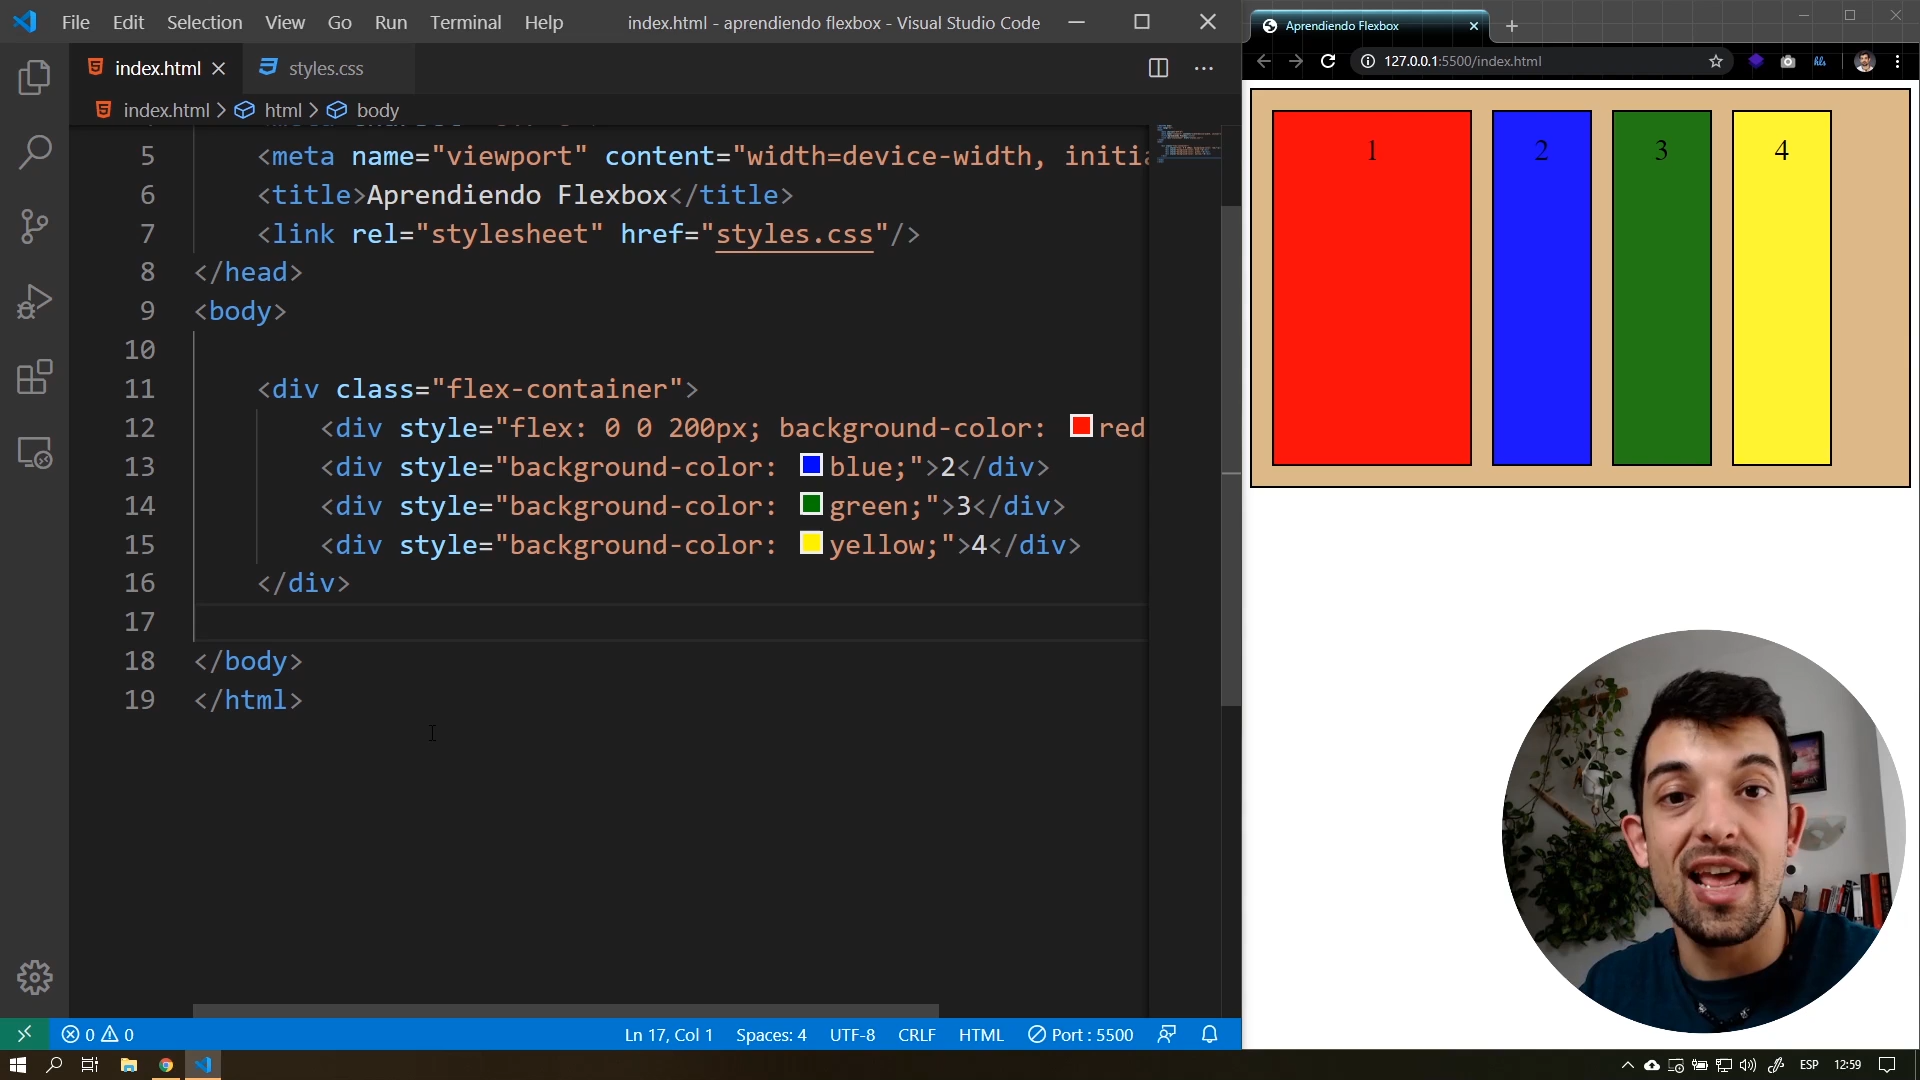 File Edit Selection View Go Run Terminal Help index.html - aprendiendo flexbox - Visual Studio Code
index.html styles.css
index.html > html > body
5 <meta name="viewport" content="width=device-width, initia
6 <title>Aprendiendo Flexbox</title>
7 <link rel="stylesheet" href="styles.css"/>
8 </head>
9 <body>
10
11 <div class="flex-container">
12 <div style="flex: 0 0 200px; background-color: red
13 <div style="background-color: blue;">2</div>
14 <div style="background-color: green;">3</div>
15 <div style="background-color: yellow;">4</div>
16 </div>
17
18 </body>
19 </html>
0 0 Ln 17, Col 1 Spaces: 4 UTF-8 CRLF HTML Port : 5500
Aprendiendo Flexbox
127.0.0.1:5500/index.html
1 2 3 4
ESP 12:59